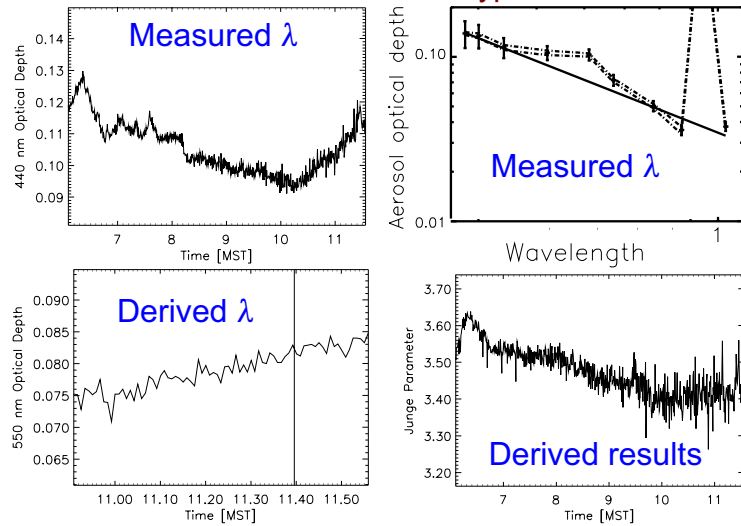 Measured λ
440 nm Optical Depth
0.15
0.14
0.13
0.12
0.11
0.10
0.09
7 8 9 10 11
Time [MST]
Aerosol optical depth
0.10
0.01
Measured λ
1
Wavelength
Derived λ
550 nm Optical Depth
0.090
0.085
0.080
0.075
0.070
0.065
11.00 11.10 11.20 11.30 11.40 11.50
Time [MST]
Junge Parameter
3.70
3.60
3.50
3.40
3.30
3.20
Derived results
7 8 9 10 11
Time [MST]